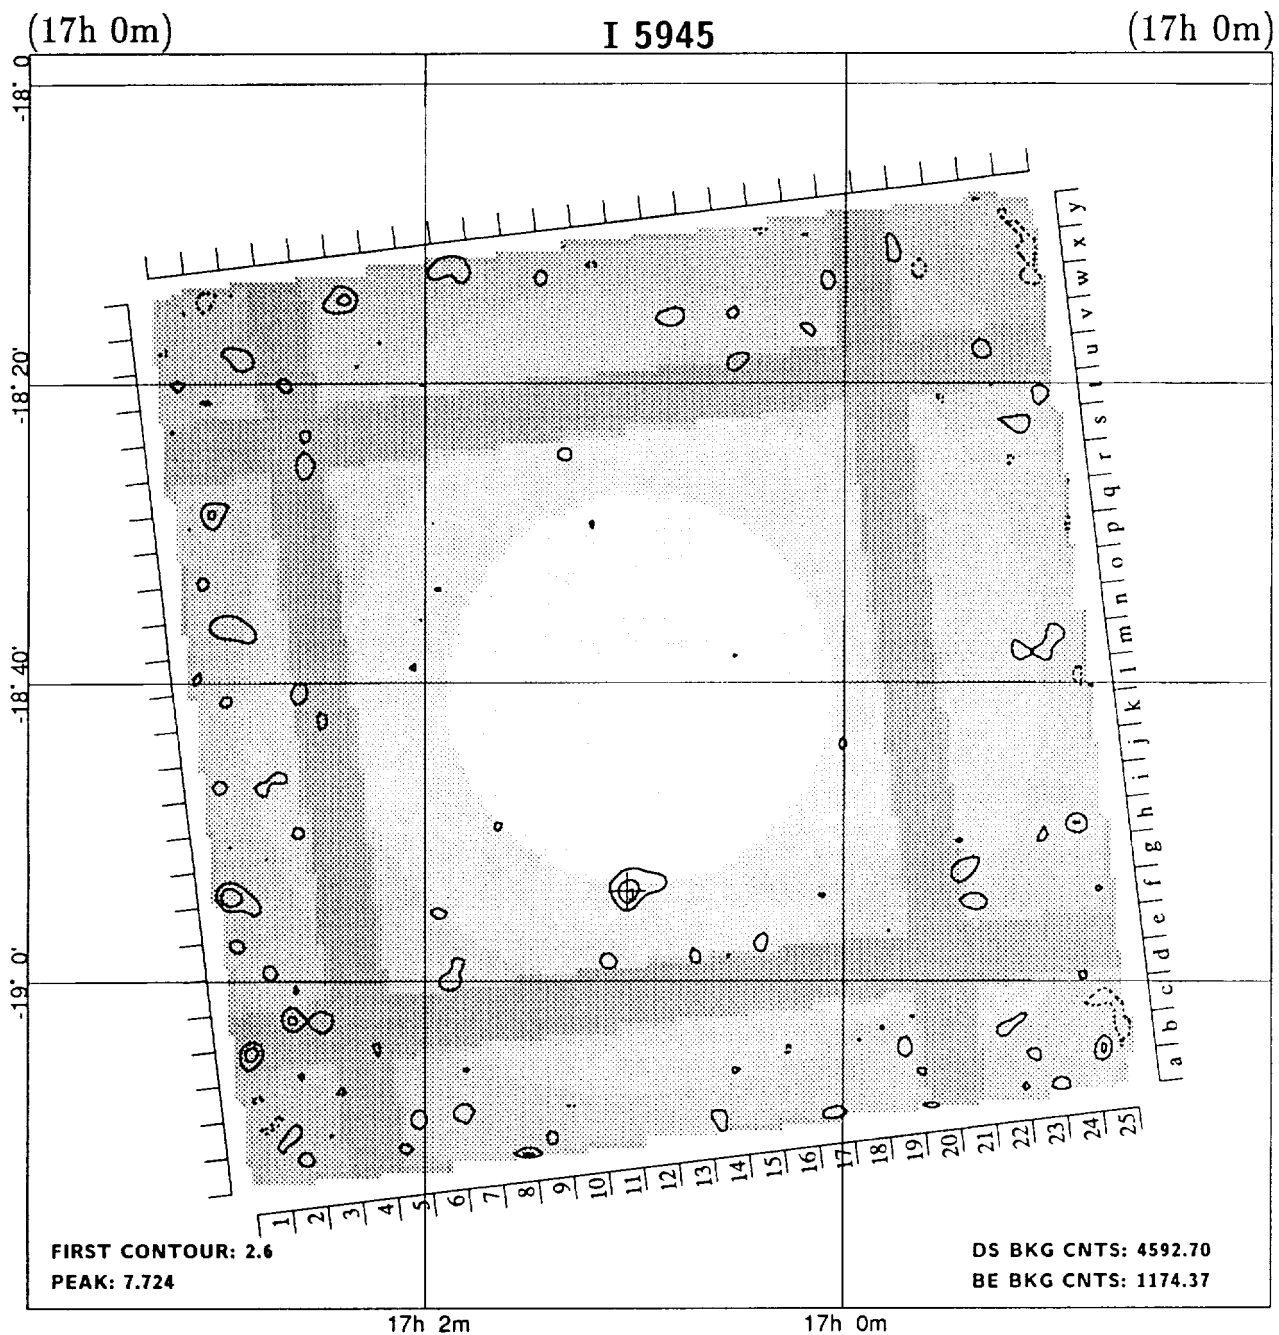 (17h 0m) I 5945 (17h 0m)
-18° 0
-18° 20'
-18° 40'
-19° 0
y
x
w
v
u
t
s
r
q
p
o
n
m
l
k
j
i
h
g
f
e
d
c
b
a
1 2 3 4 5 6 7 8 9 10 11 12 13 14 15 16 17 18 19 20 21 22 23 24 25
FIRST CONTOUR: 2.6 DS BKG CNTS: 4592.70
PEAK: 7.724 BE BKG CNTS: 1174.37
17h 2m 17h 0m